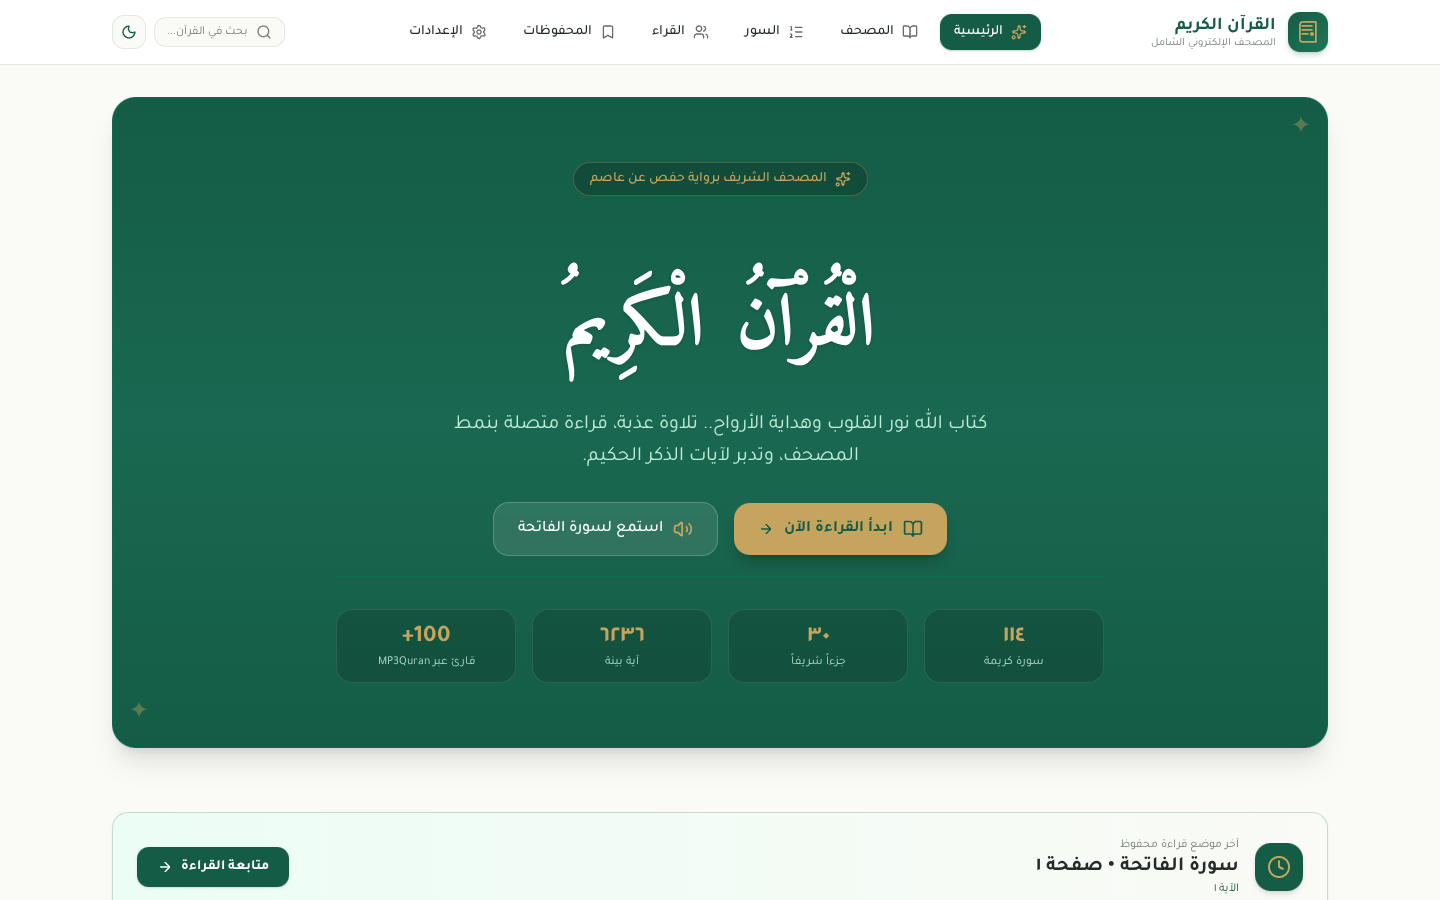 القرآن الكريم
المصحف الإلكتروني الشامل
الرئيسية
المصحف
السور
القراء
المحفوظات
الإعدادات
بحث في القرآن...
المصحف الشريف برواية حفص عن عاصم
الْقُرْآنُ الْكَرِيمُ
كتاب الله نور القلوب وهداية الأرواح.. تلاوة عذبة، قراءة متصلة بنمط
المصحف، وتدبر لآيات الذكر الحكيم.
ابدأ القراءة الآن
استمع لسورة الفاتحة
١١٤
سورة كريمة
٣٠
جزءاً شريفاً
٦٢٣٦
آية بينة
+100
قارئ عبر MP3Quran
آخر موضع قراءة محفوظ
سورة الفاتحة • صفحة ١
الآية ١
متابعة القراءة